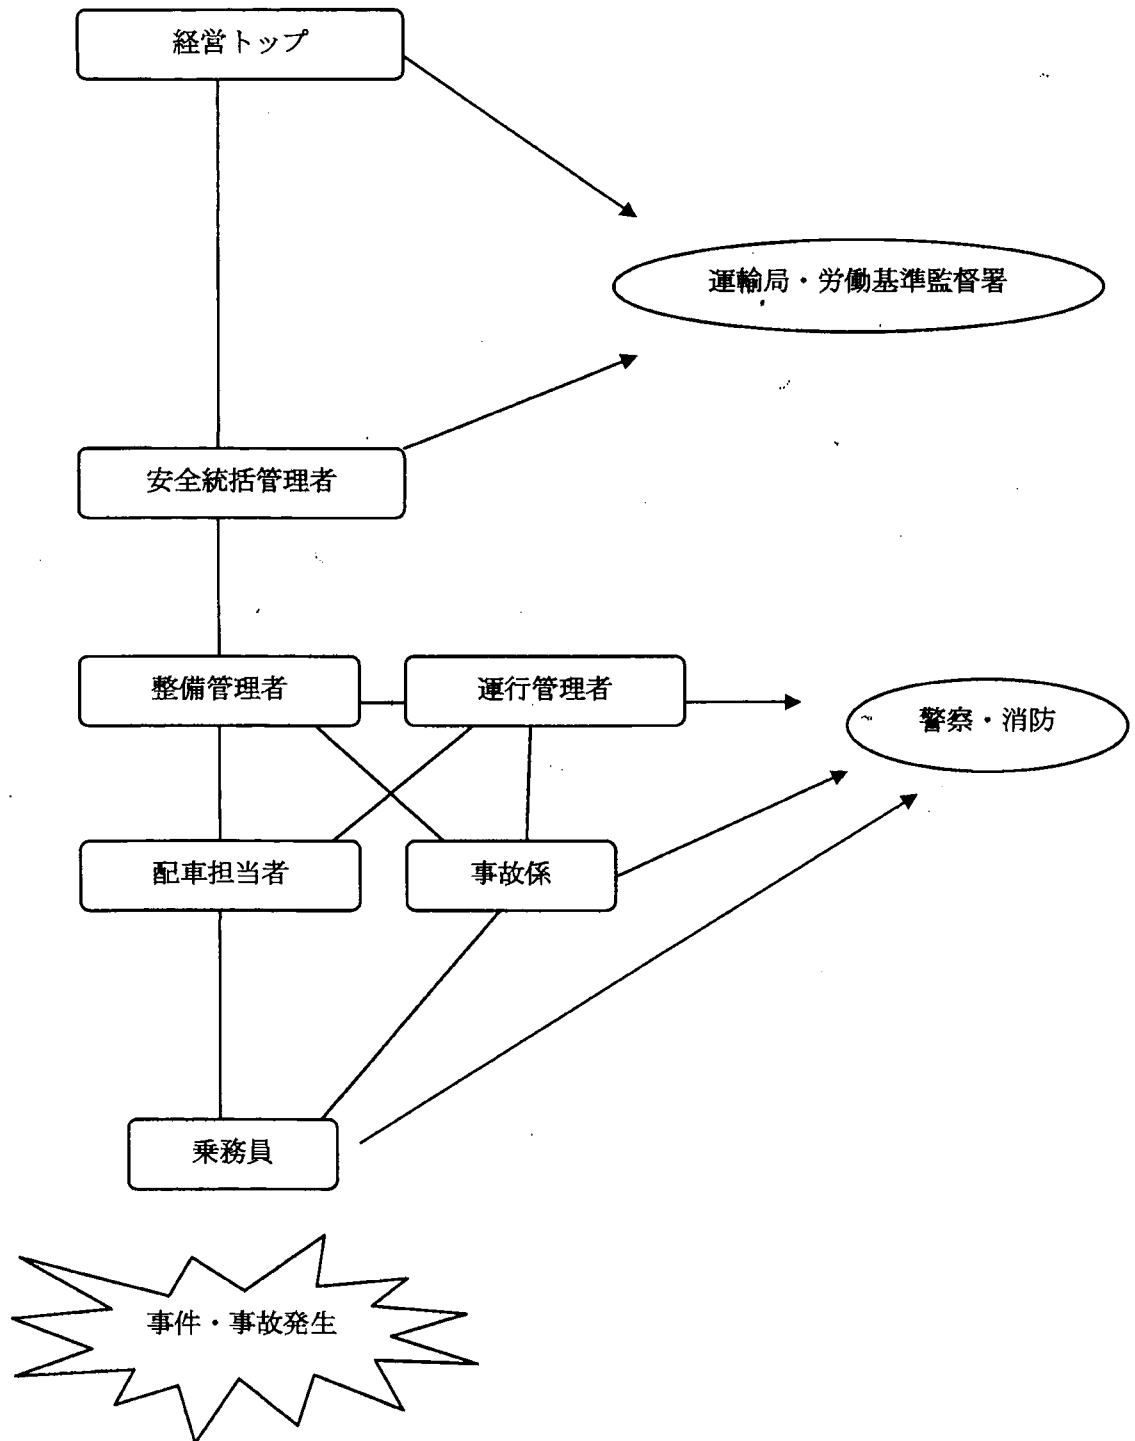 経営トップ
運輸局・労働基準監督署
安全統括管理者
整備管理者
運行管理者
警察・消防
配車担当者
事故係
乗務員
事件・事故発生